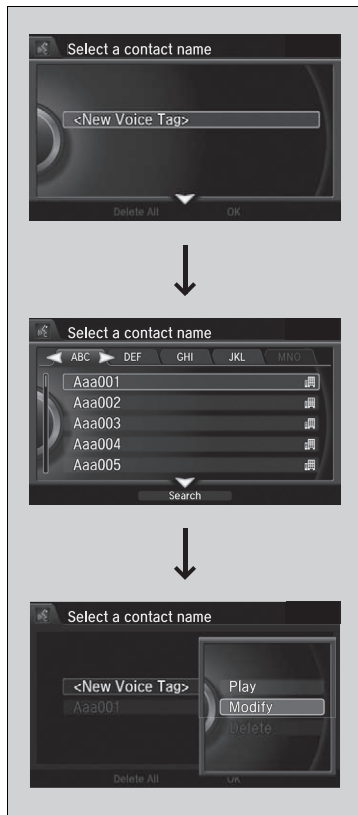 Select a contact name
<New Voice Tag>
Delete All OK
Select a contact name
ABC DEF GHI JKL MNO
Aaa001
Aaa002
Aaa003
Aaa004
Aaa005
Search
Select a contact name
<New Voice Tag>
Aaa001
Play
Modify
Delete
Delete All OK